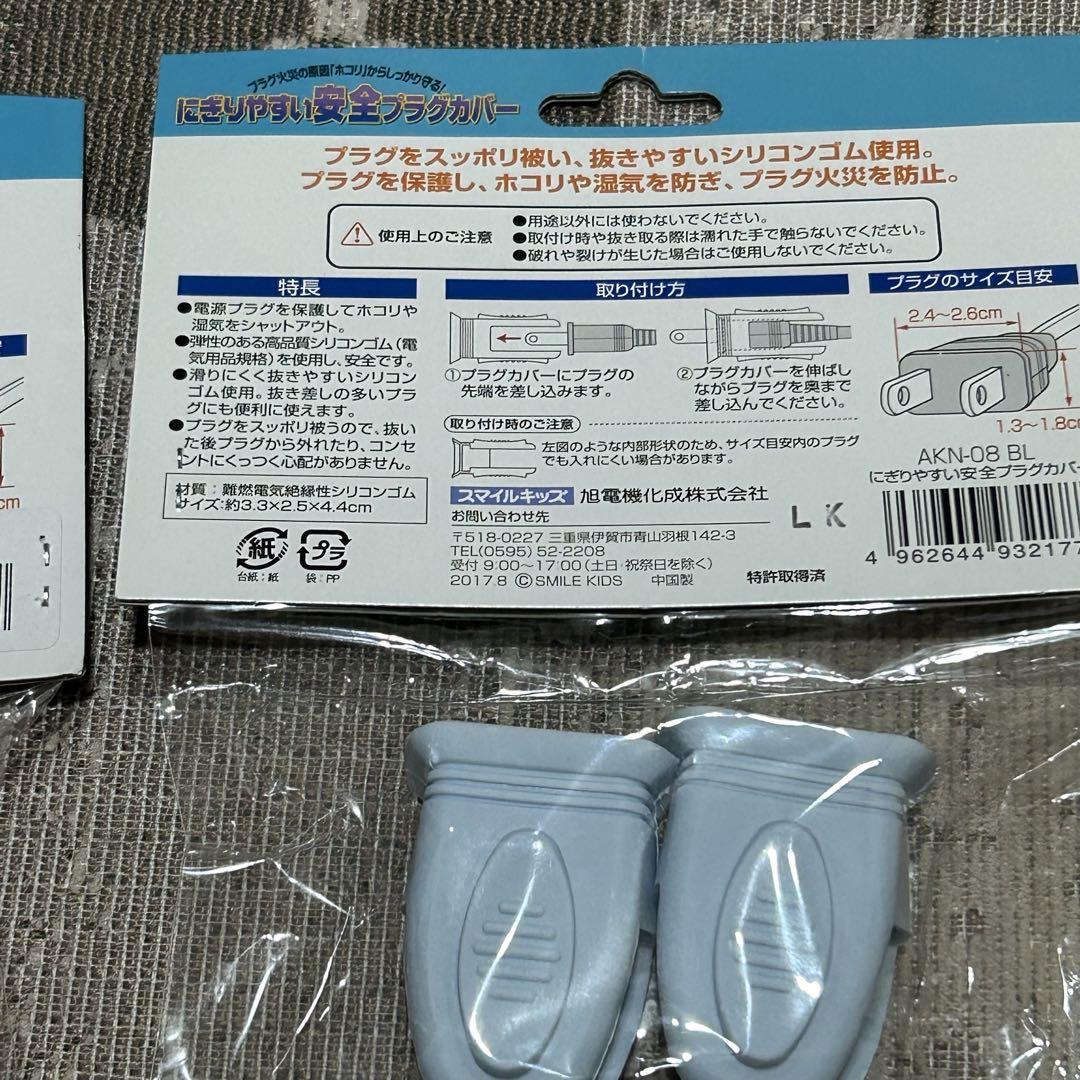 プラグ火災の原因「ホコリ」からしっかり守る!
にぎりやすい安全プラグカバー
プラグをスッポリ被い、抜きやすいシリコンゴム使用。
プラグを保護し、ホコリや湿気を防ぎ、プラグ火災を防止。
使用上のご注意
●用途以外には使わないでください。
●取付け時や抜き取る際は濡れた手で触らないでください。
●破れや裂けが生じた場合はご使用しないでください。
特長
●電源プラグを保護してホコリや
湿気をシャットアウト。
●弾性のある高品質シリコンゴム(電
気用品規格)を使用し、安全です。
●滑りにくく抜きやすいシリコン
ゴム使用。抜き差しの多いプラ
グにも便利に使えます。
●プラグをスッポリ被うので、抜い
た後プラグから外れたり、コンセ
ントにくっつく心配がありません。
材質:難燃電気絶縁性シリコンゴム
サイズ:約3.3×2.5×4.4cm
紙
台紙:紙
プラ
袋:PP
取り付け方
①プラグカバーにプラグの
先端を差し込みます。
②プラグカバーを伸ばし
ながらプラグを奥まで
差し込んでください。
取り付け時のご注意
左図のような内部形状のため、サイズ目安内のプラグ
でも入れにくい場合があります。
スマイルキッズ 旭電機化成株式会社
お問い合わせ先
〒518-0227 三重県伊賀市青山羽根142-3
TEL(0595)52-2208
受付 9:00~17:00(土日・祝祭日を除く)
2017.8 ©SMILE KIDS 中国製
特許取得済
LK
プラグのサイズ目安
2.4~2.6cm
1.3~1.8cm
AKN-08 BL
にぎりやすい安全プラグカバー
4 962644 93217
cm